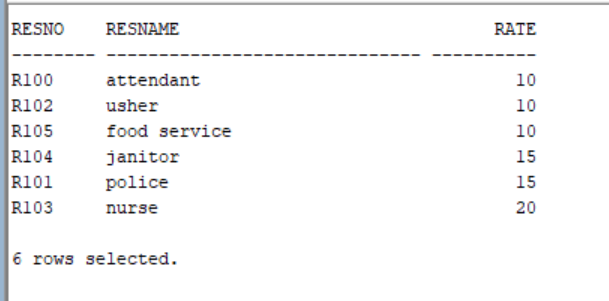 RESNO    RESNAME                        RATE
-------- ------------------------------ ----------
R100     attendant                      10
R102     usher                          10
R105     food service                   10
R104     janitor                        15
R101     police                         15
R103     nurse                          20
6 rows selected.